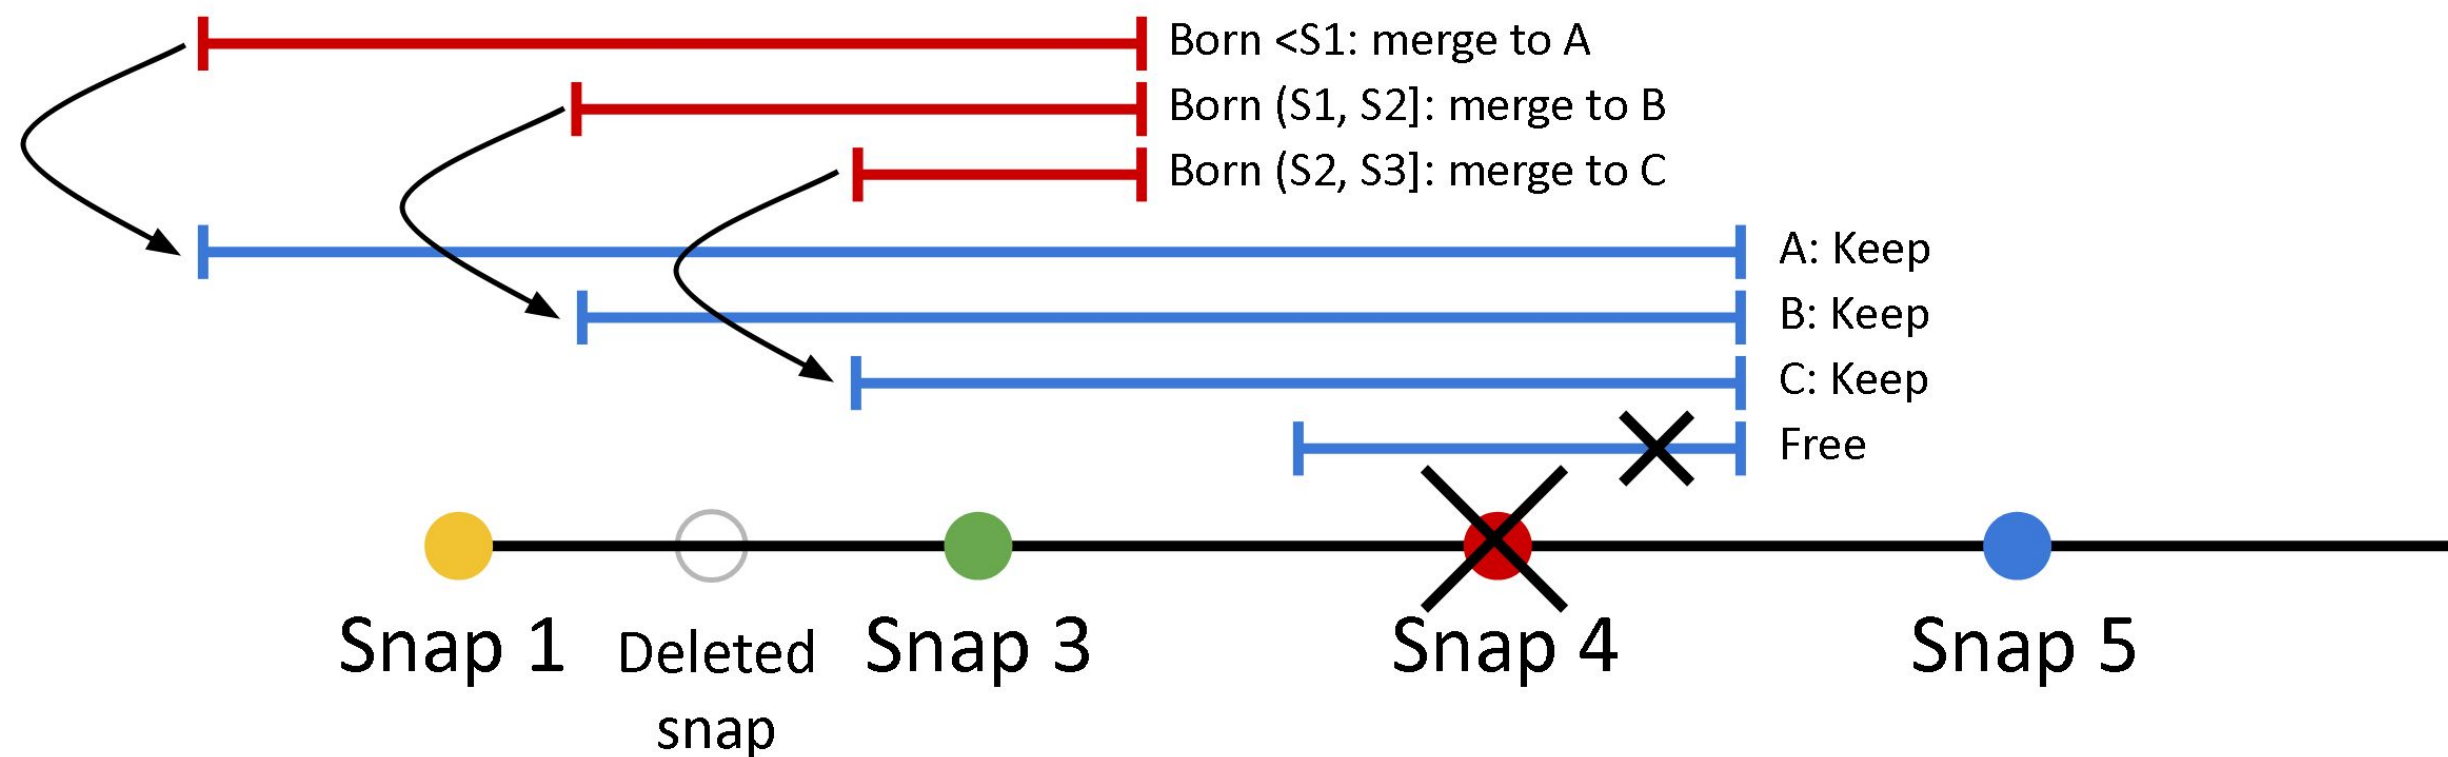 Born <S1: merge to A
Born (S1, S2]: merge to B
Born (S2, S3]: merge to C
A: Keep
B: Keep
C: Keep
Free
Snap 1
Deleted
snap
Snap 3
Snap 4
Snap 5